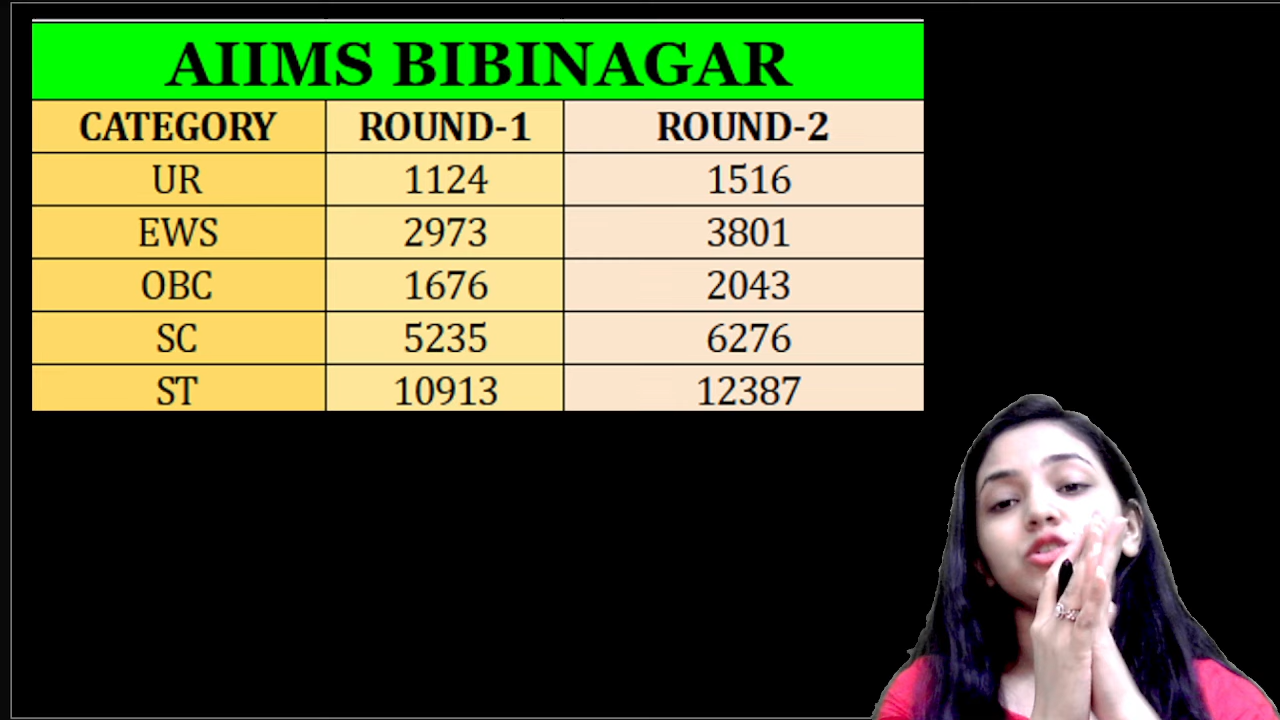 AIIMS BIBINAGAR
CATEGORY ROUND-1 ROUND-2
UR 1124 1516
EWS 2973 3801
OBC 1676 2043
SC 5235 6276
ST 10913 12387